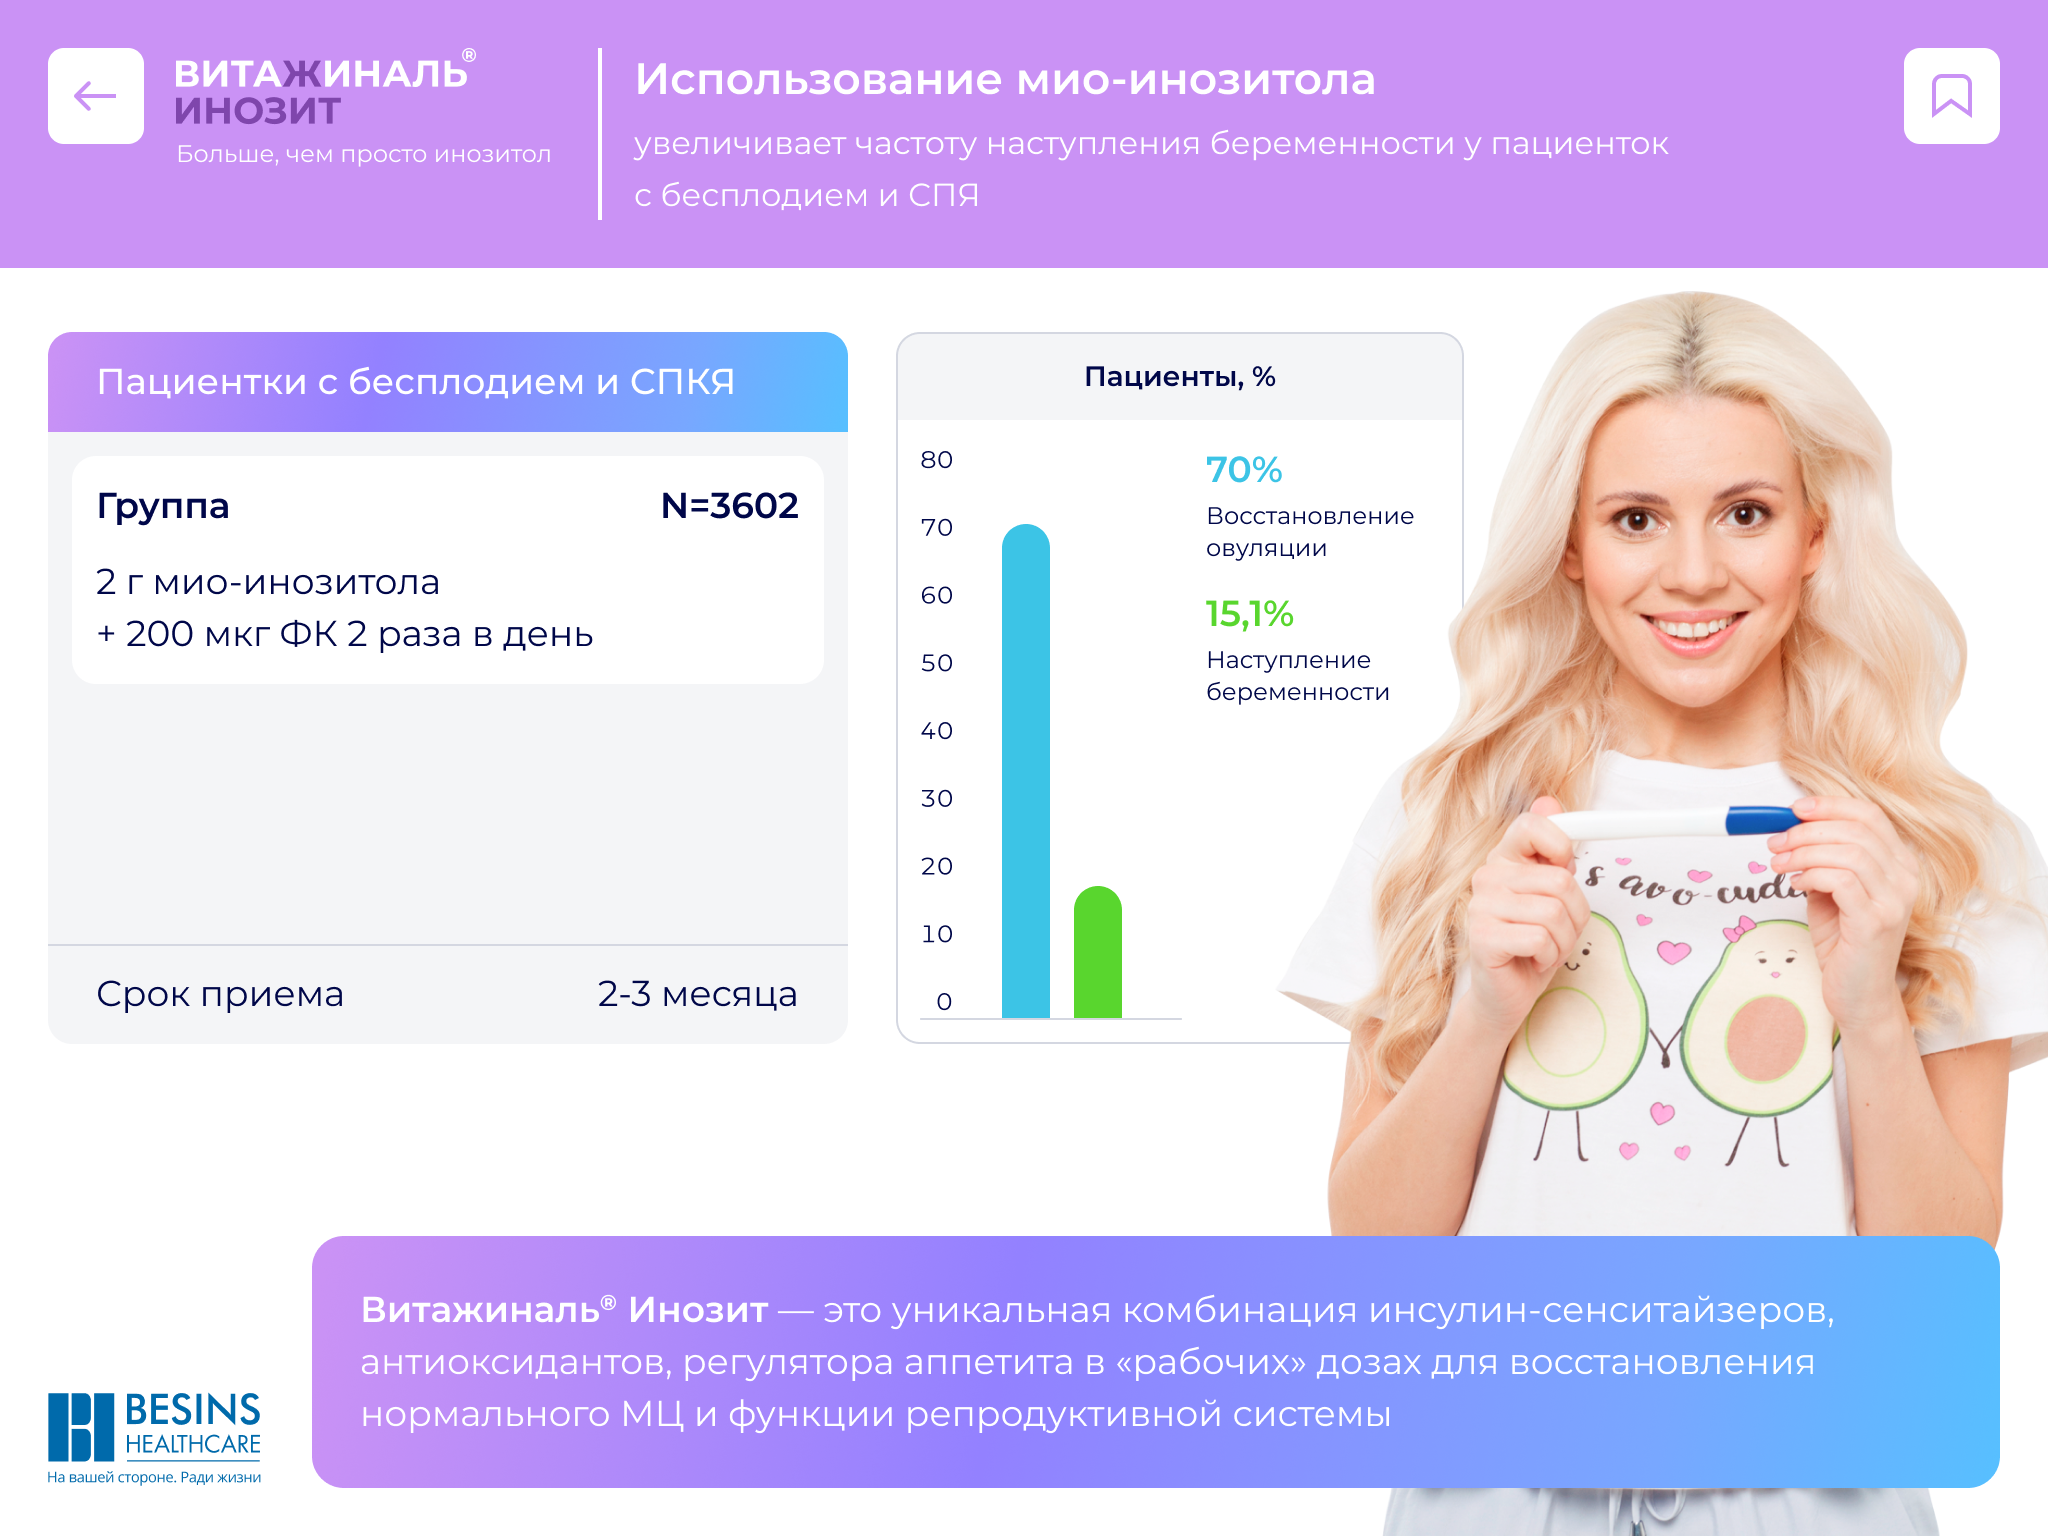 ВИТАЖИНАЛЬ®
ИНОЗИТ
Больше, чем просто инозитол
Использование мио-инозитола
увеличивает частоту наступления беременности у пациенток
с бесплодием и СПЯ
Пациентки с бесплодием и СПКЯ
Группа N=3602
2 г мио-инозитола
+ 200 мкг ФК 2 раза в день
Срок приема 2-3 месяца
Пациенты, %
80
70
60
50
40
30
20
10
0
70%
Восстановление
овуляции
15,1%
Наступление
беременности
Витажиналь® Инозит — это уникальная комбинация инсулин-сенситайзеров,
антиоксидантов, регулятора аппетита в «рабочих» дозах для восстановления
нормального МЦ и функции репродуктивной системы
BESINS
HEALTHCARE
На вашей стороне. Ради жизни